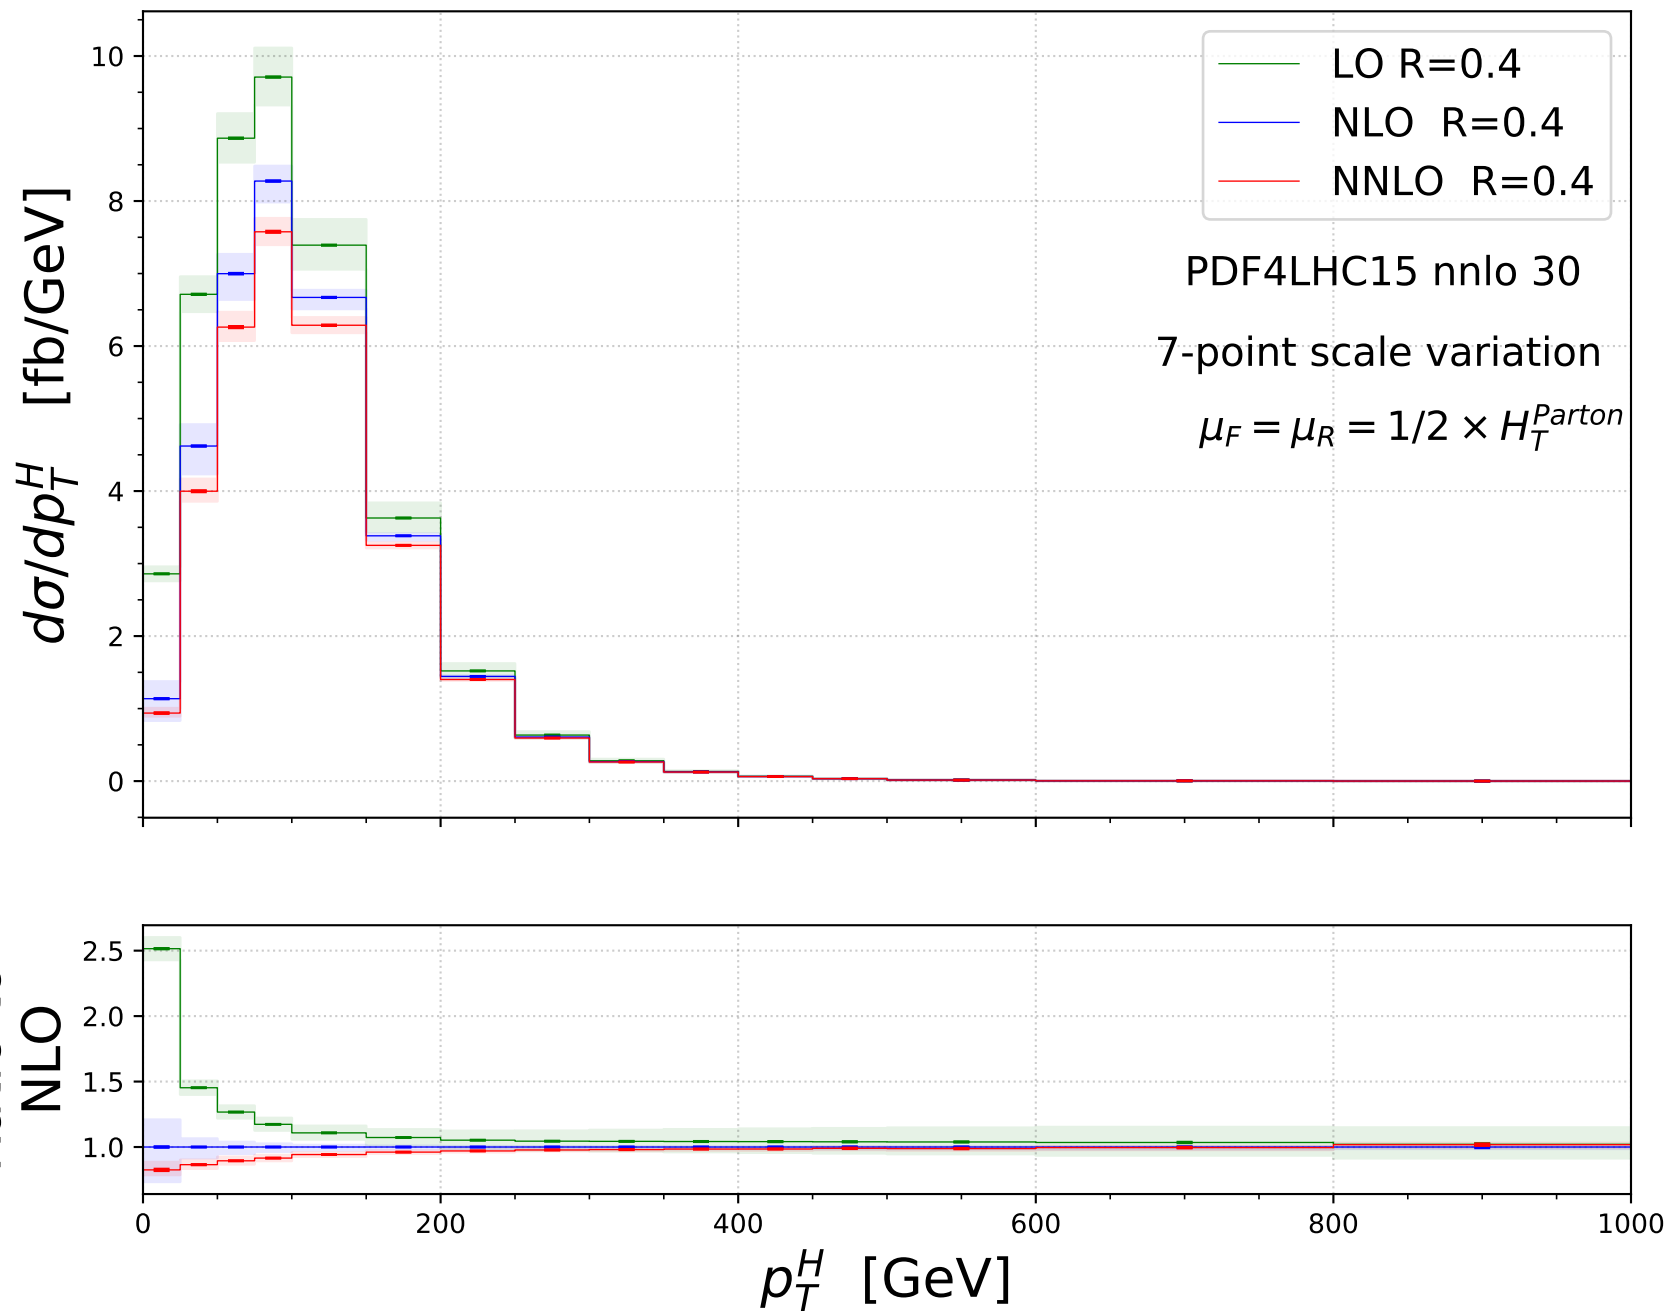 10
8
6
4
2
0
dσ/dp_T^H [fb/GeV]
LO R=0.4
NLO R=0.4
NNLO R=0.4
PDF4LHC15 nnlo 30
7-point scale variation
μ_F = μ_R = 1/2 × H_T^{Parton}
2.5
2.0
1.5
1.0
NLO
0 200 400 600 800 1000
p_T^H [GeV]